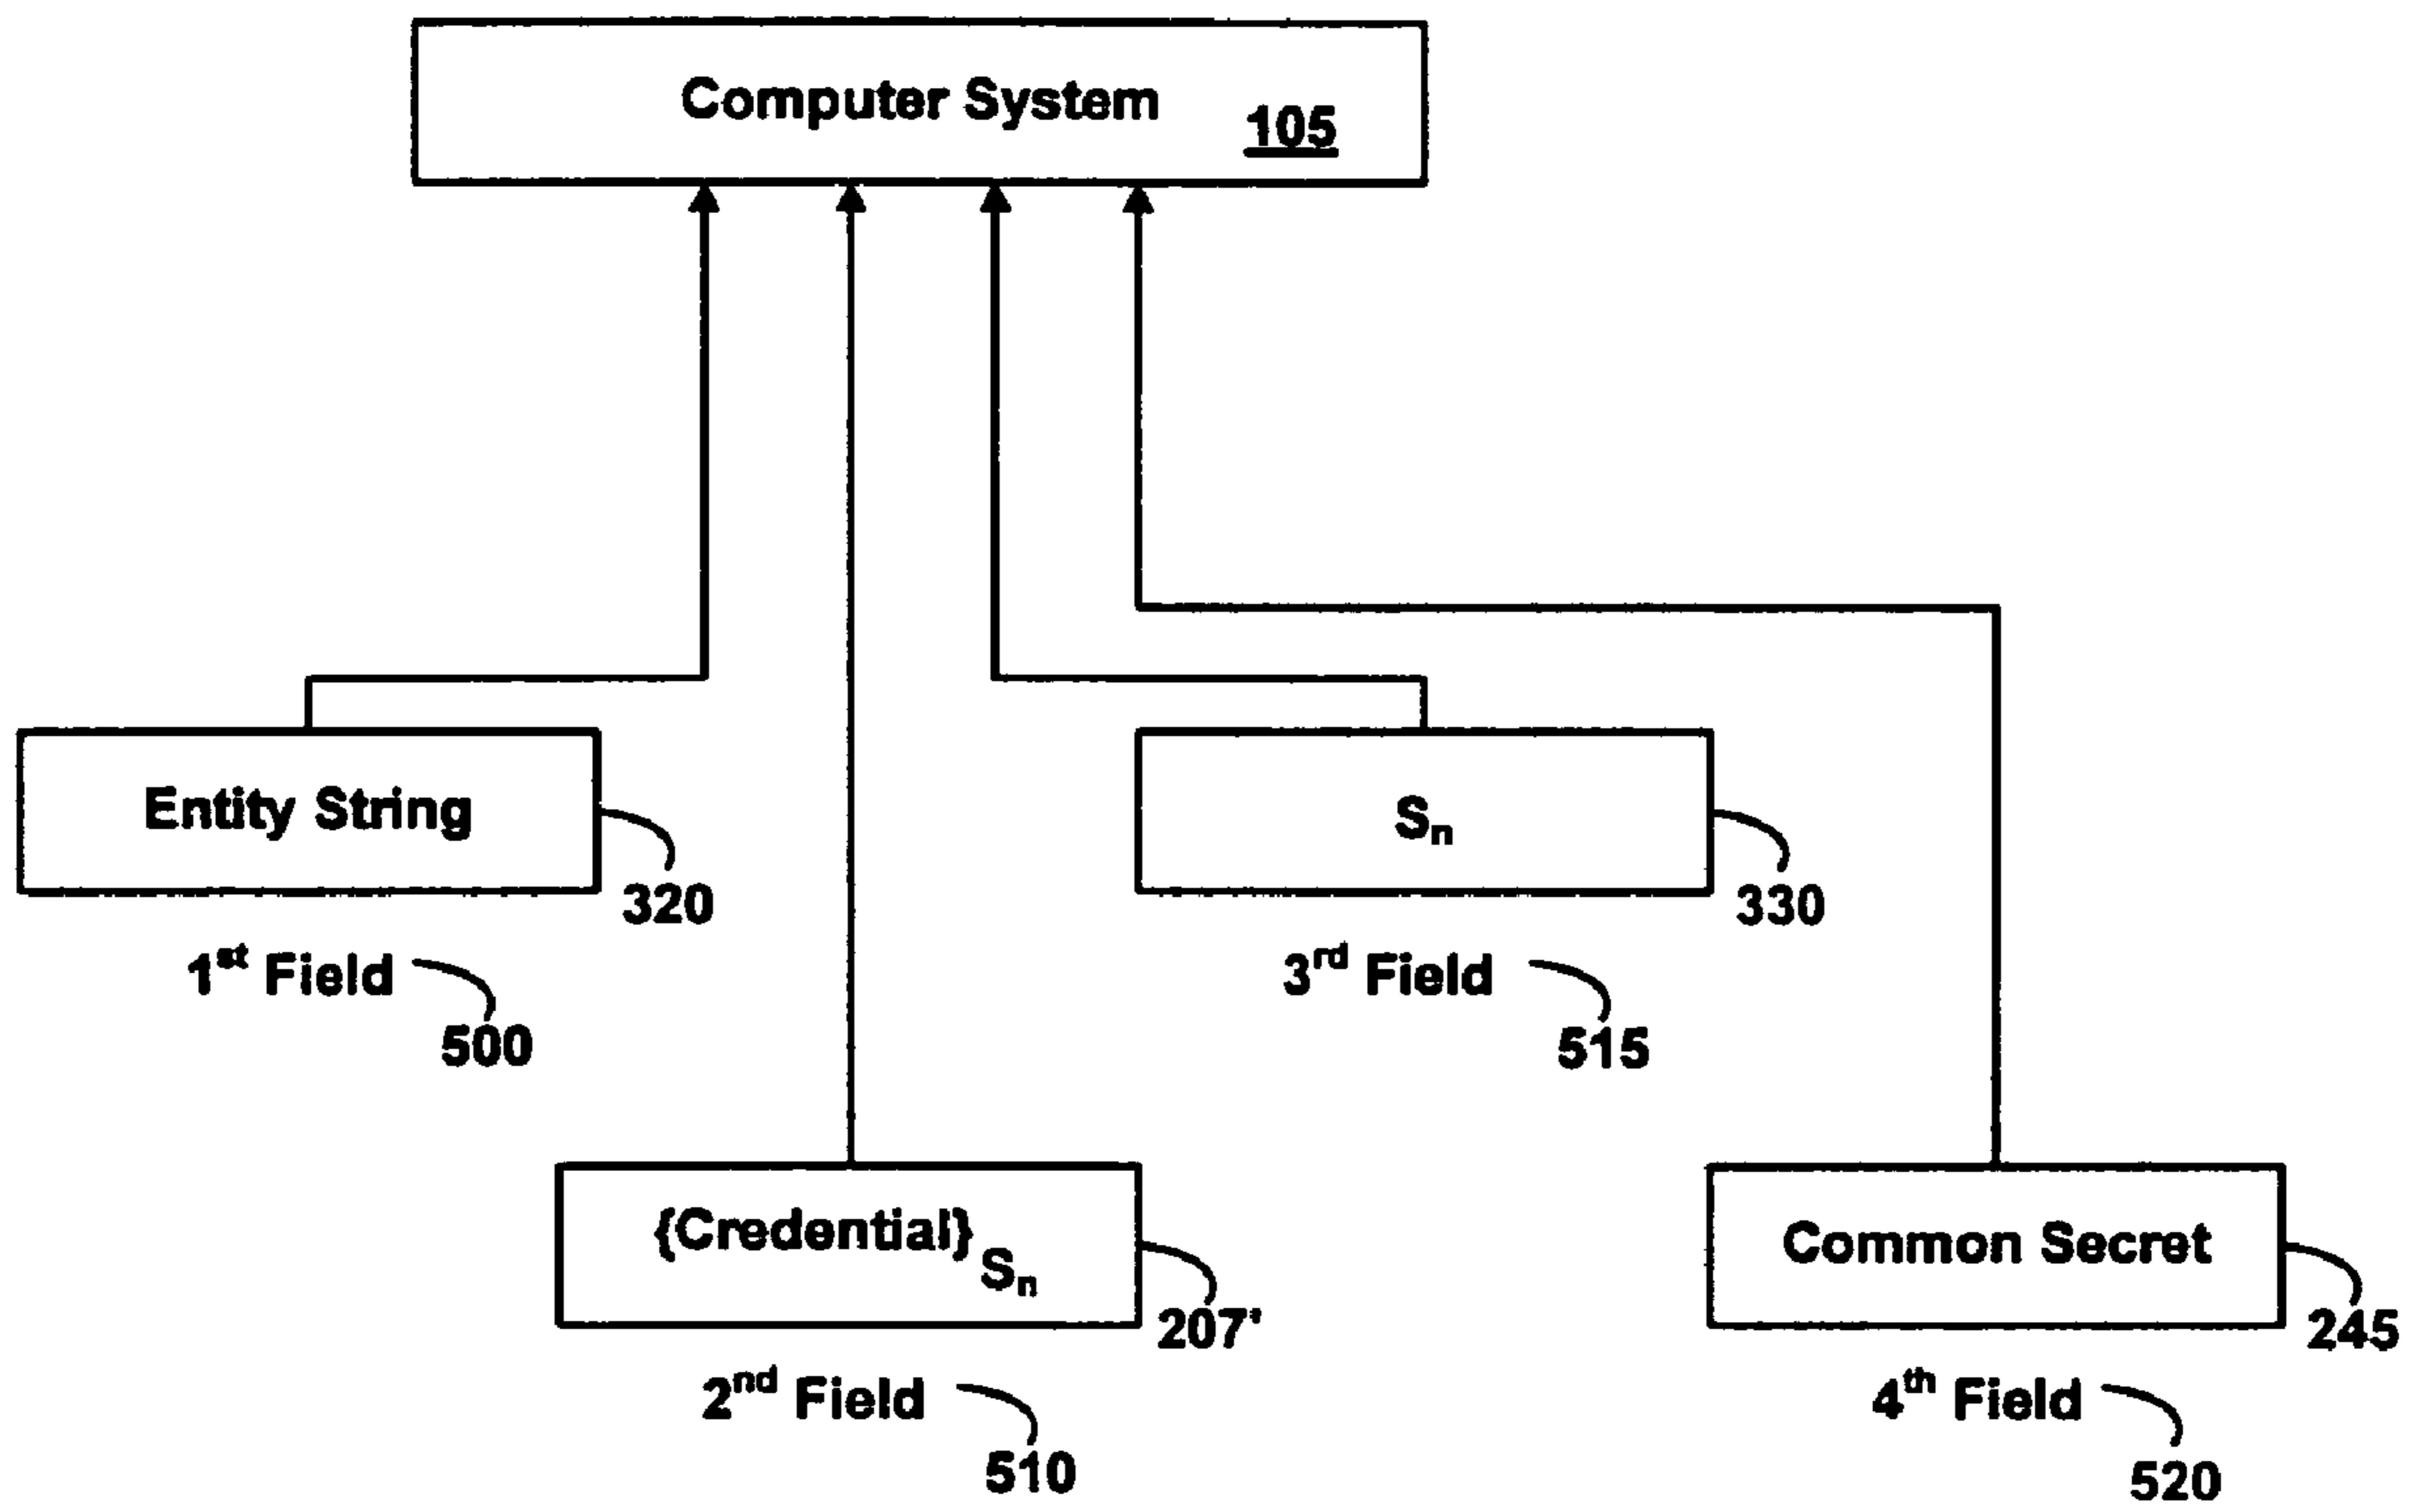 Computer System 105
Entity String
320
1st Field
500
Sn
330
3rd Field
515
{Credential}Sn
207'
2nd Field
510
Common Secret
245
4th Field
520